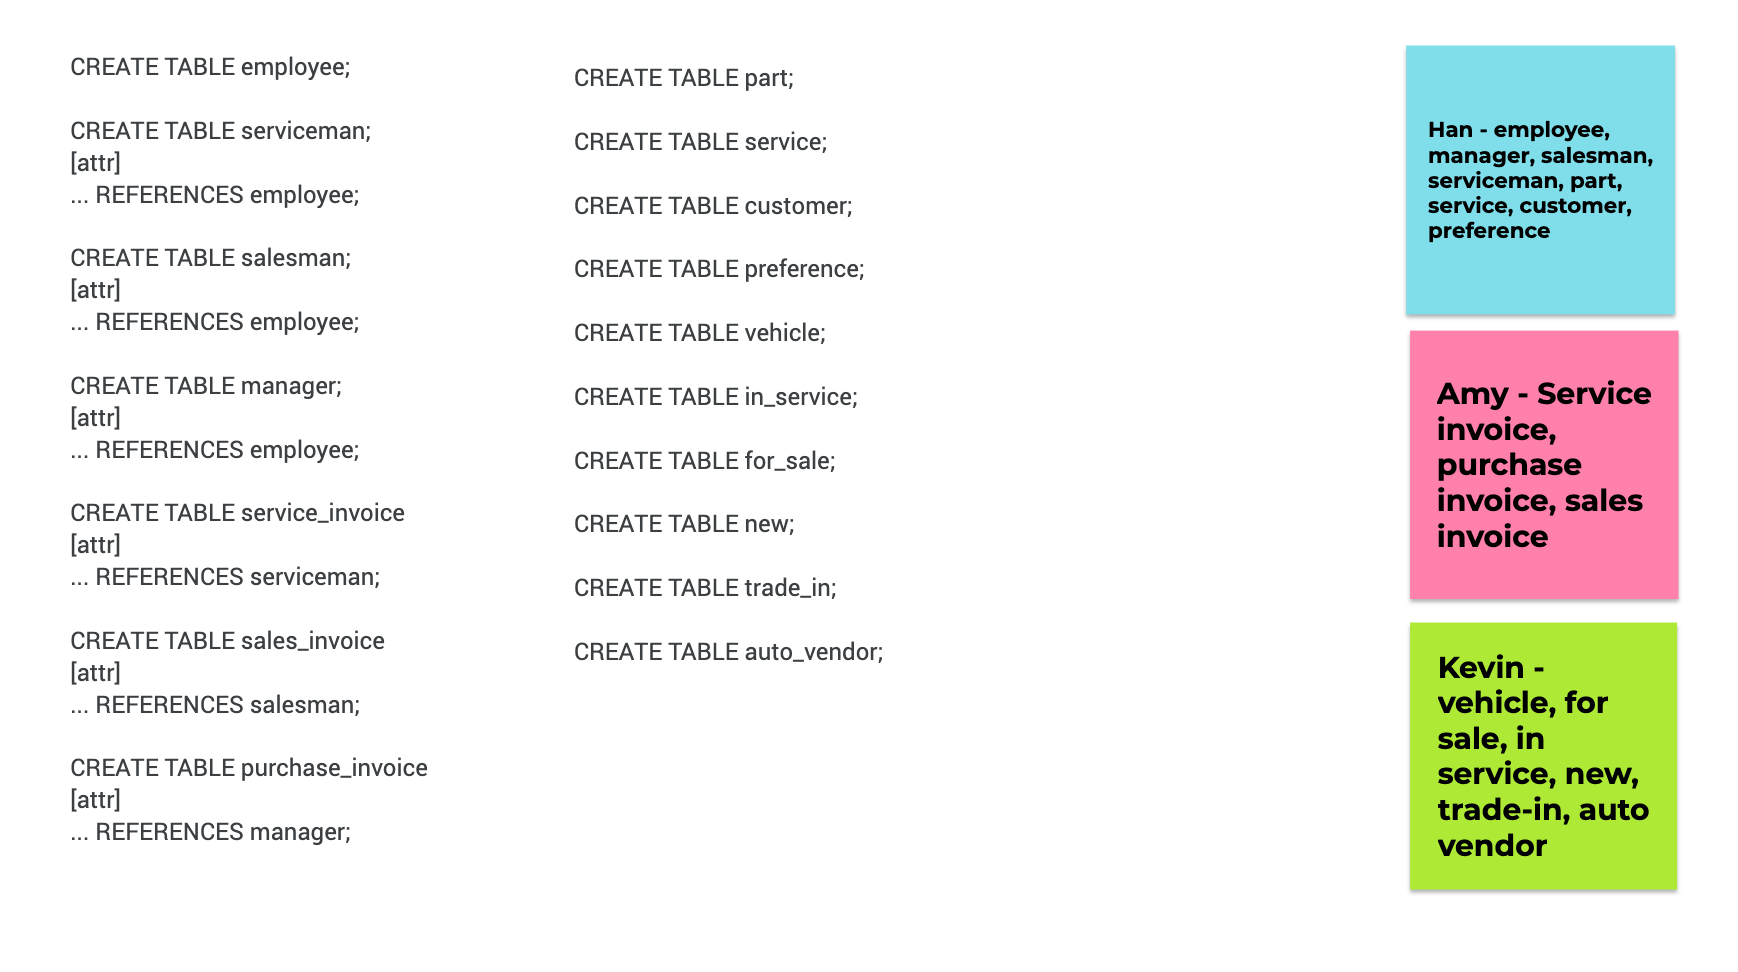 CREATE TABLE employee;
CREATE TABLE serviceman;
[attr]
... REFERENCES employee;
CREATE TABLE salesman;
[attr]
... REFERENCES employee;
CREATE TABLE manager;
[attr]
... REFERENCES employee;
CREATE TABLE service_invoice
[attr]
... REFERENCES serviceman;
CREATE TABLE sales_invoice
[attr]
... REFERENCES salesman;
CREATE TABLE purchase_invoice
[attr]
... REFERENCES manager;
CREATE TABLE part;
CREATE TABLE service;
CREATE TABLE customer;
CREATE TABLE preference;
CREATE TABLE vehicle;
CREATE TABLE in_service;
CREATE TABLE for_sale;
CREATE TABLE new;
CREATE TABLE trade_in;
CREATE TABLE auto_vendor;
Han - employee,
manager, salesman,
serviceman, part,
service, customer,
preference
Amy - Service
invoice,
purchase
invoice, sales
invoice
Kevin -
vehicle, for
sale, in
service, new,
trade-in, auto
vendor